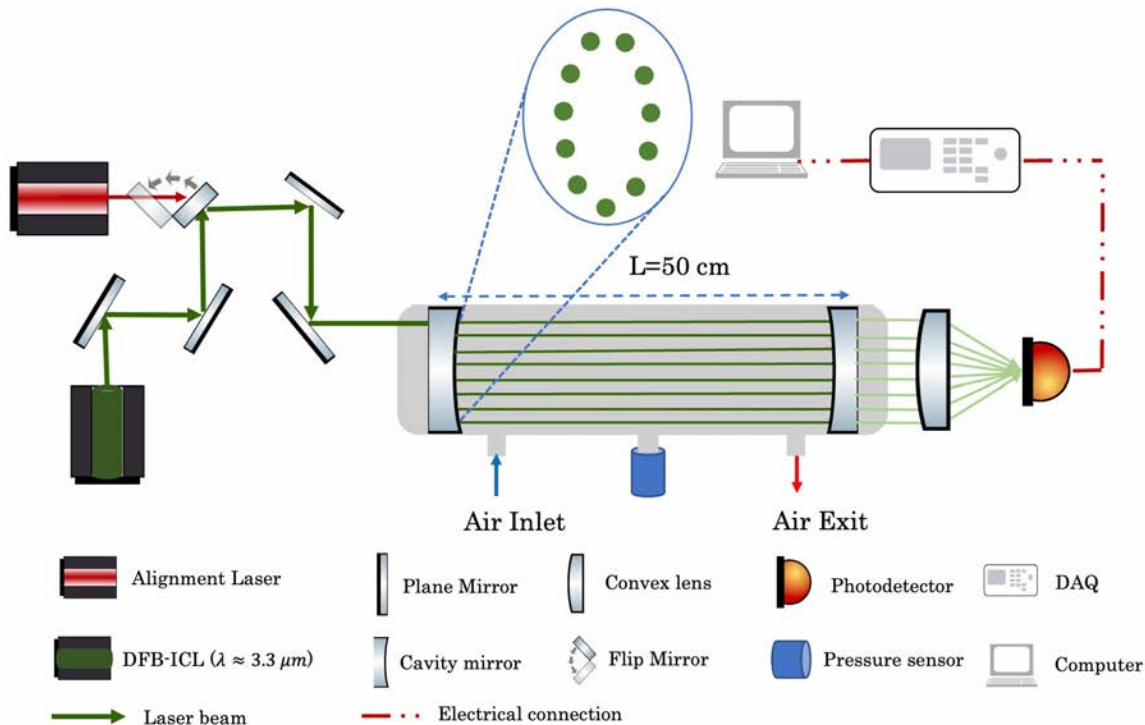 L=50 cm
Air Inlet
Air Exit
Alignment Laser
Plane Mirror
Convex lens
Photodetector
DAQ
DFB-ICL (λ ≈ 3.3 μm)
Cavity mirror
Flip Mirror
Pressure sensor
Computer
Laser beam
Electrical connection